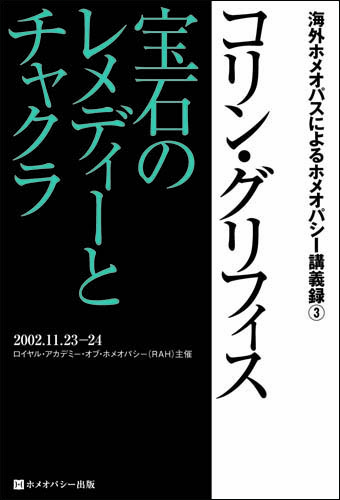 海外ホメオパスによるホメオパシー講義録③
コリン・グリフィス
宝石の
レメディーと
チャクラ
2002.11.23−24
ロイヤル・アカデミー・オブ・ホメオパシー(RAH)主催
ホメオパシー出版